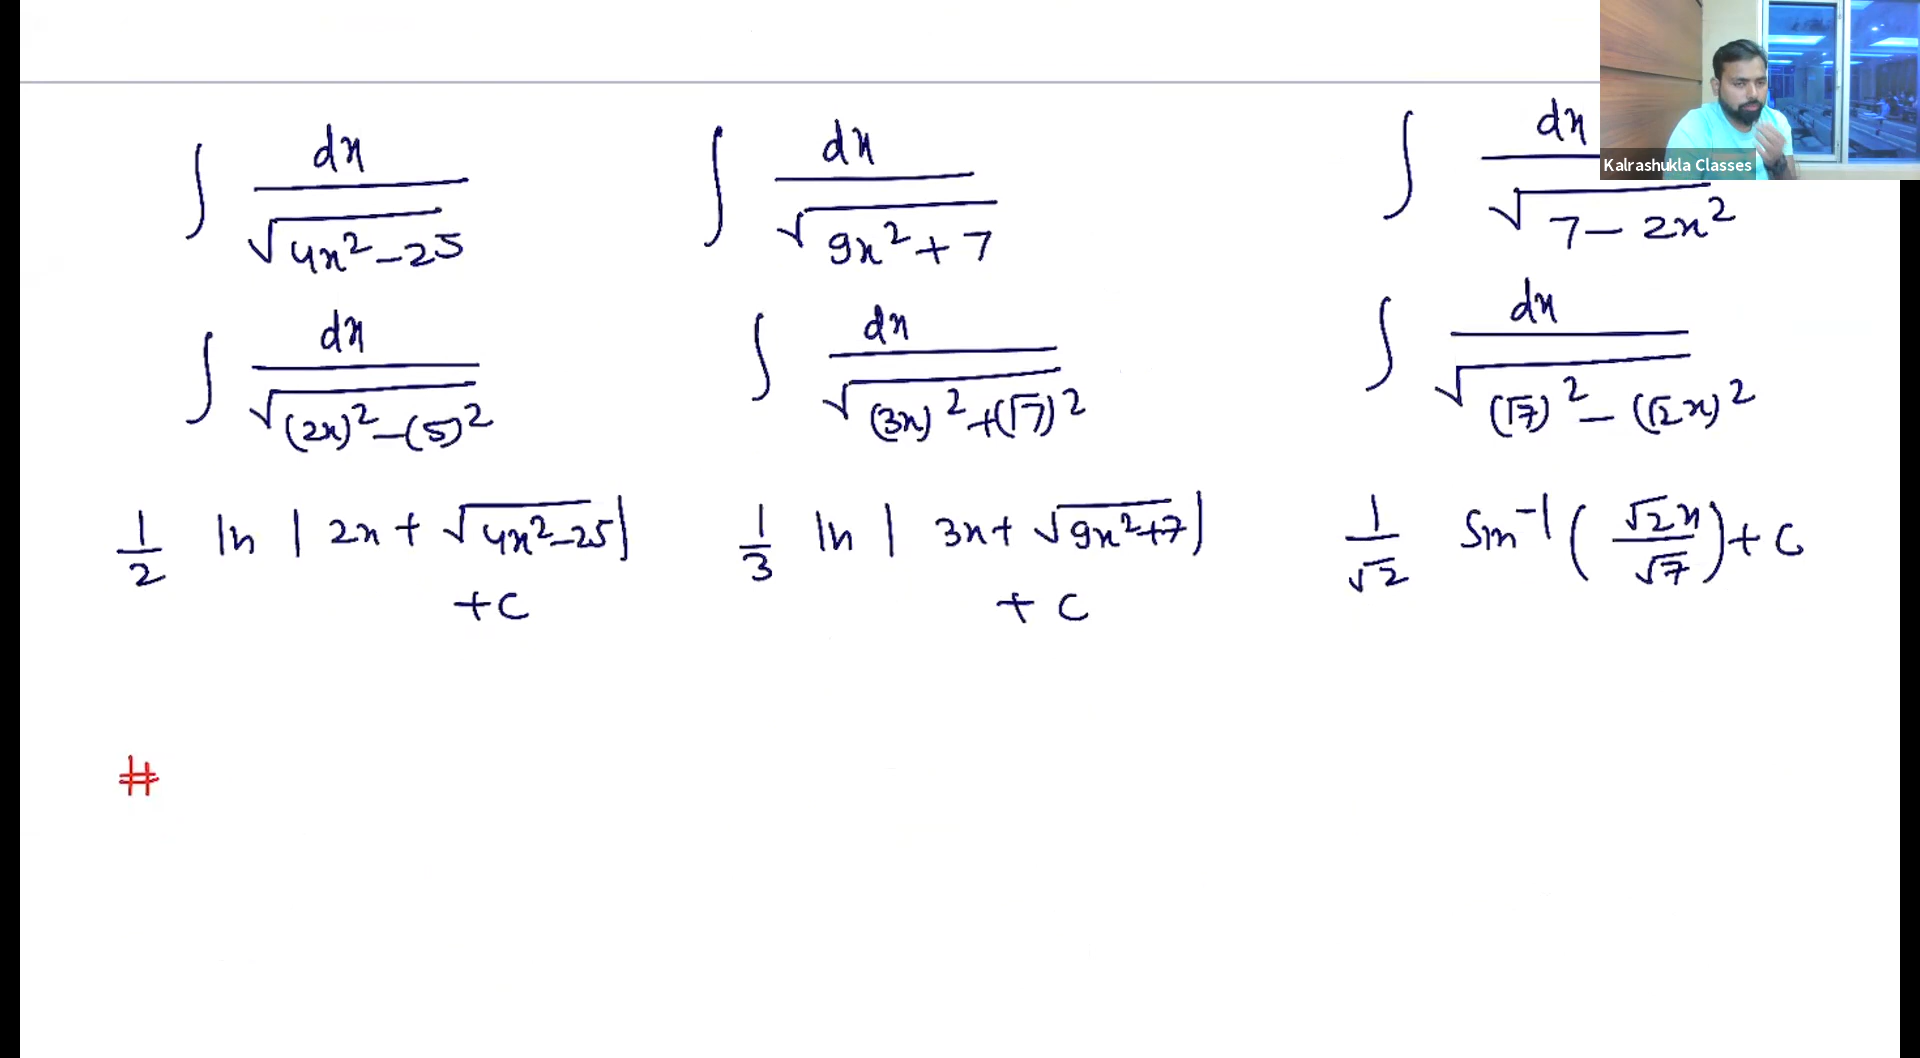 ∫ dx / √(4x² – 25)    ∫ dx / √(9x² + 7)    ∫ dx / √(7 – 2x²)
Kalrashukla Classes
∫ dx / √((2x)² – (5)²)    ∫ dx / √((3x)² + (√7)²)    ∫ dx / √((√7)² – (√2x)²)
1/2 ln | 2x + √(4x² – 25) | + C    1/3 ln | 3x + √(9x² + 7) | + C    1/√2 Sin⁻¹ ( √2x / √7 ) + C
#